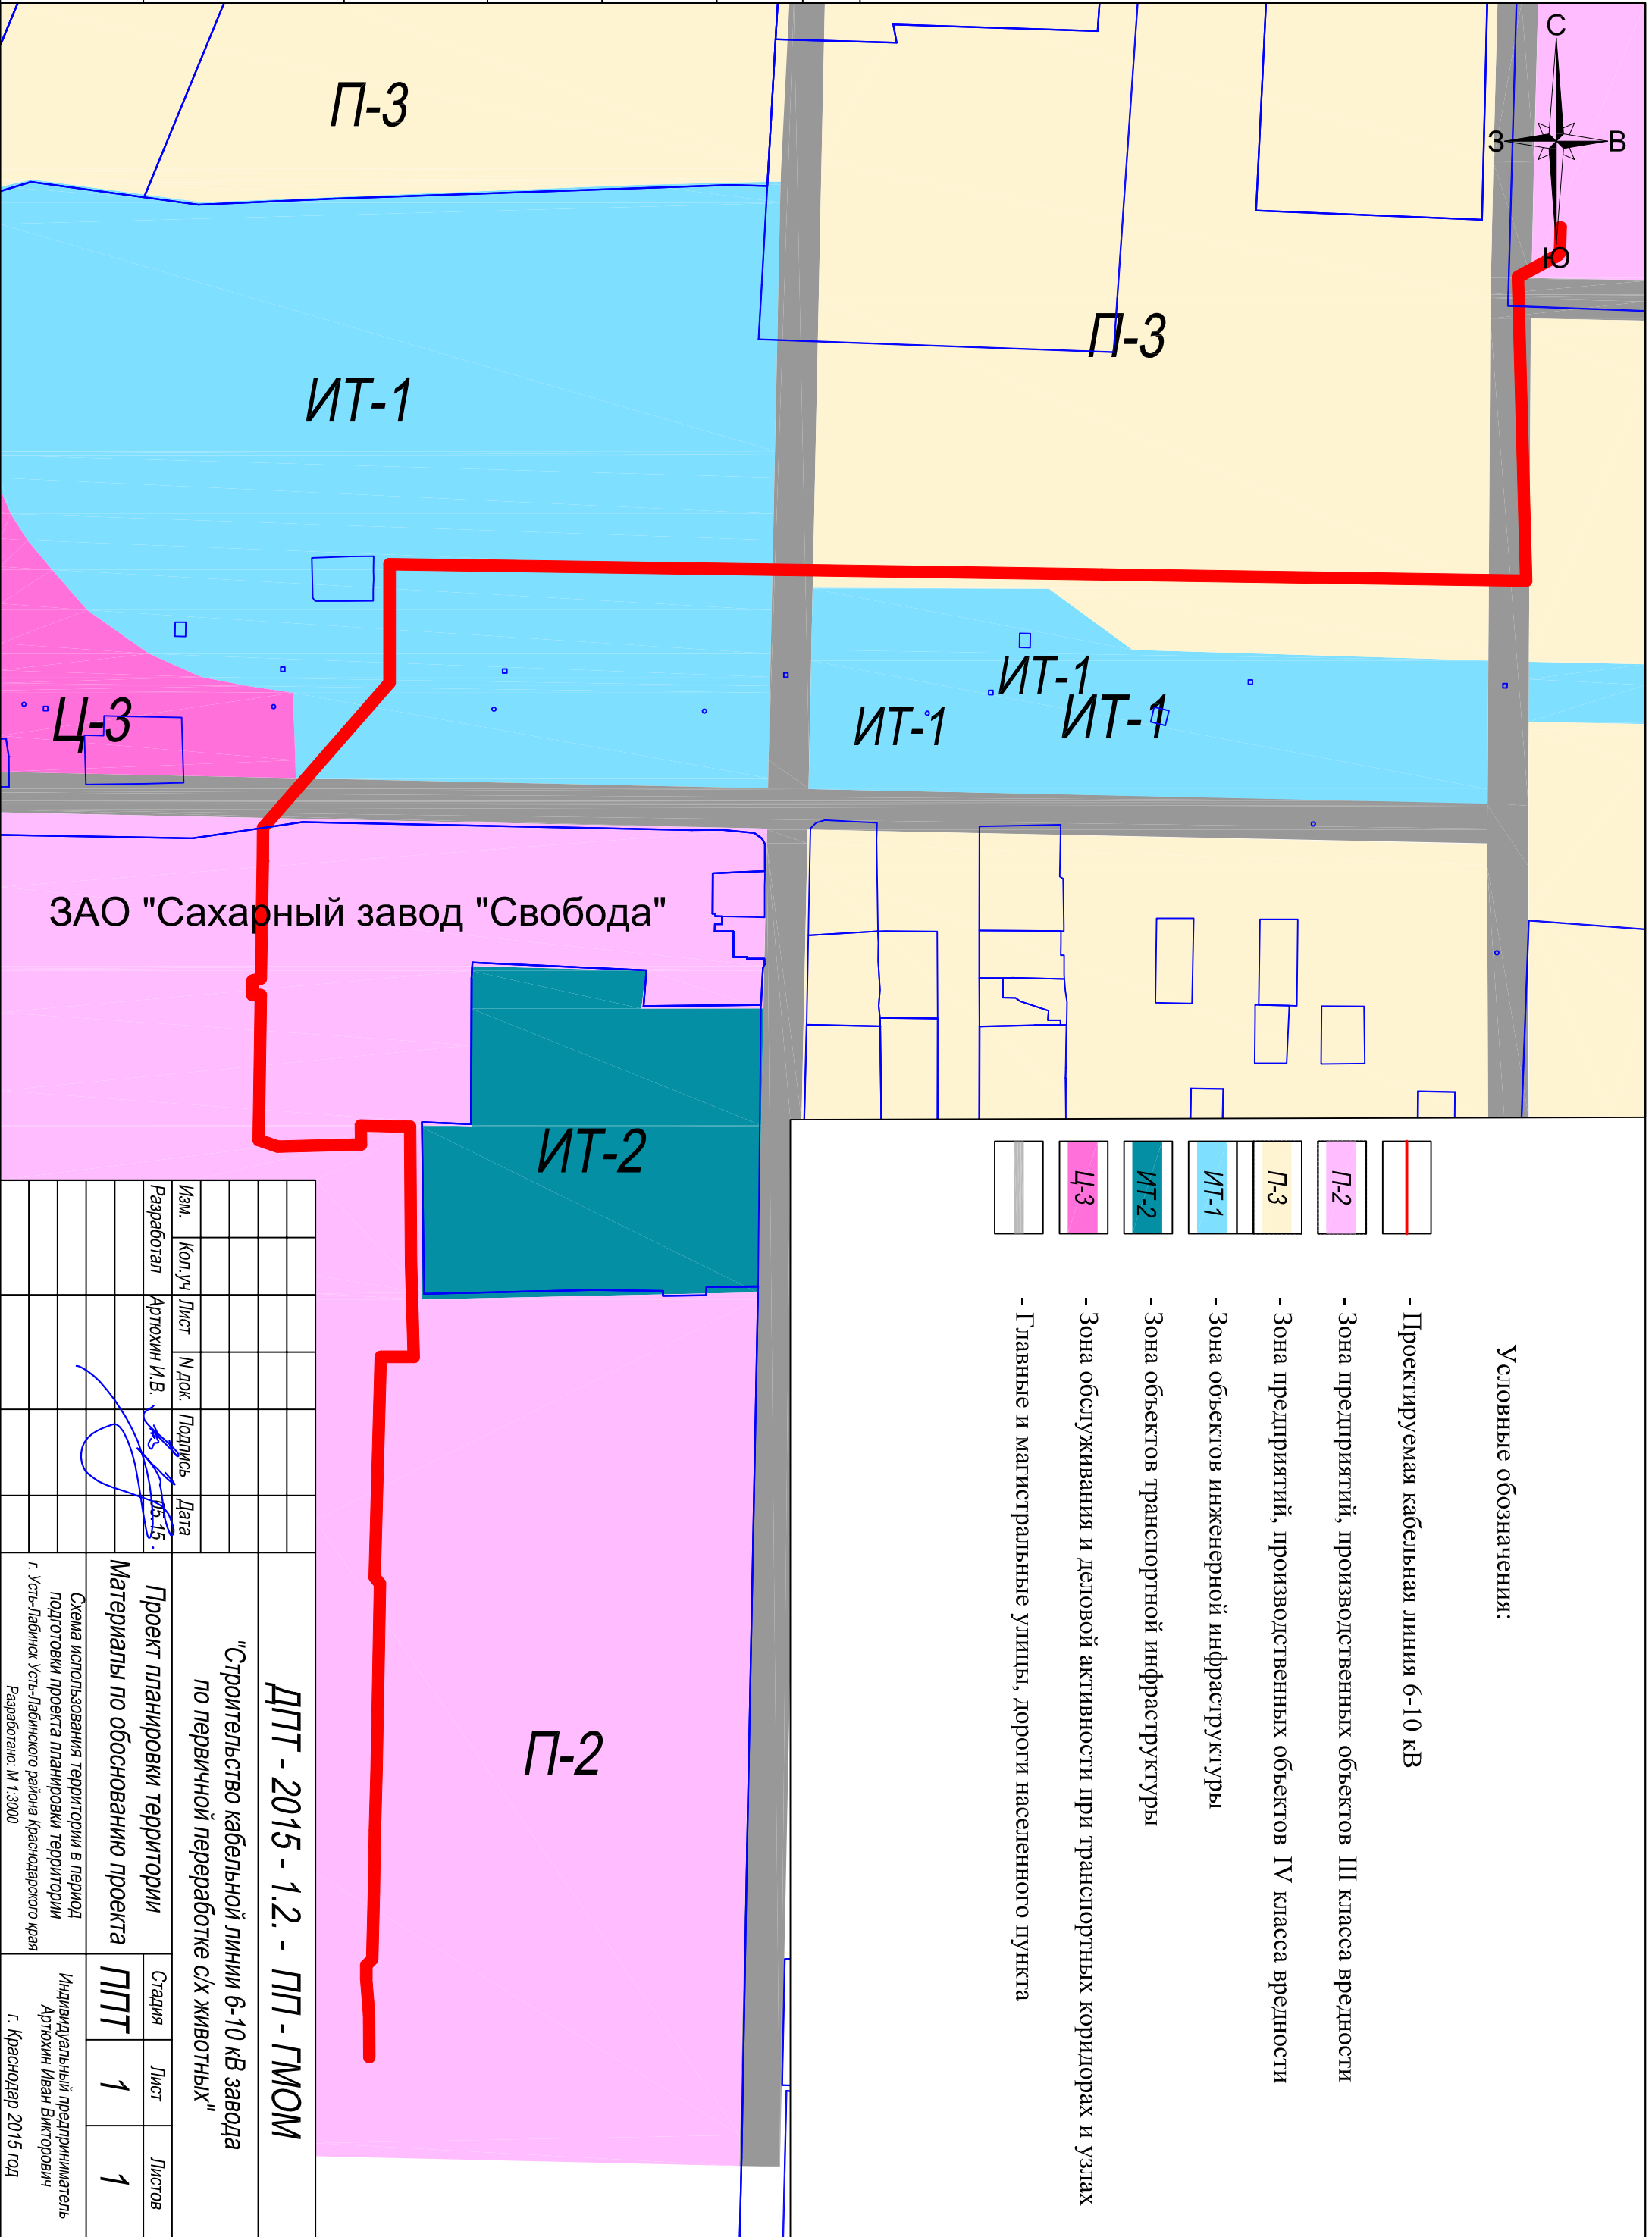 С
З
В
Ю
П-3
П-3
ИТ-1
ИТ-1
ИТ-1
ИТ-1
Ц-3
ЗАО "Сахарный завод "Свобода"
ИТ-2
П-2
Условные обозначения:
- Проектируемая кабельная линия 6-10 кВ
П-2
- Зона предприятий, производственных объектов III класса вредности
П-3
- Зона предприятий, производственных объектов IV класса вредности
ИТ-1
- Зона объектов инженерной инфраструктуры
ИТ-2
- Зона объектов транспортной инфраструктуры
Ц-3
- Зона обслуживания и деловой активности при транспортных коридорах и узлах
- Главные и магистральные улицы, дороги населенного пункта
ДПТ - 2015 - 1.2. - ПП - ГМОМ
"Строительство кабельной линии 6-10 кВ завода
по первичной переработке с/х животных"
Изм. Кол.уч Лист N док. Подпись Дата
Разработал Артюхин И.В. 05.15.
Проект планировки территории
Материалы по обоснованию проекта
Стадия Лист Листов
ППТ 1 1
Схема использования территории в период
подготовки проекта планировки территории
г. Усть-Лабинск Усть-Лабинского района Краснодарского края
Разработано: М 1:3000
Индивидуальный предприниматель
Артюхин Иван Викторович
г. Краснодар 2015 год